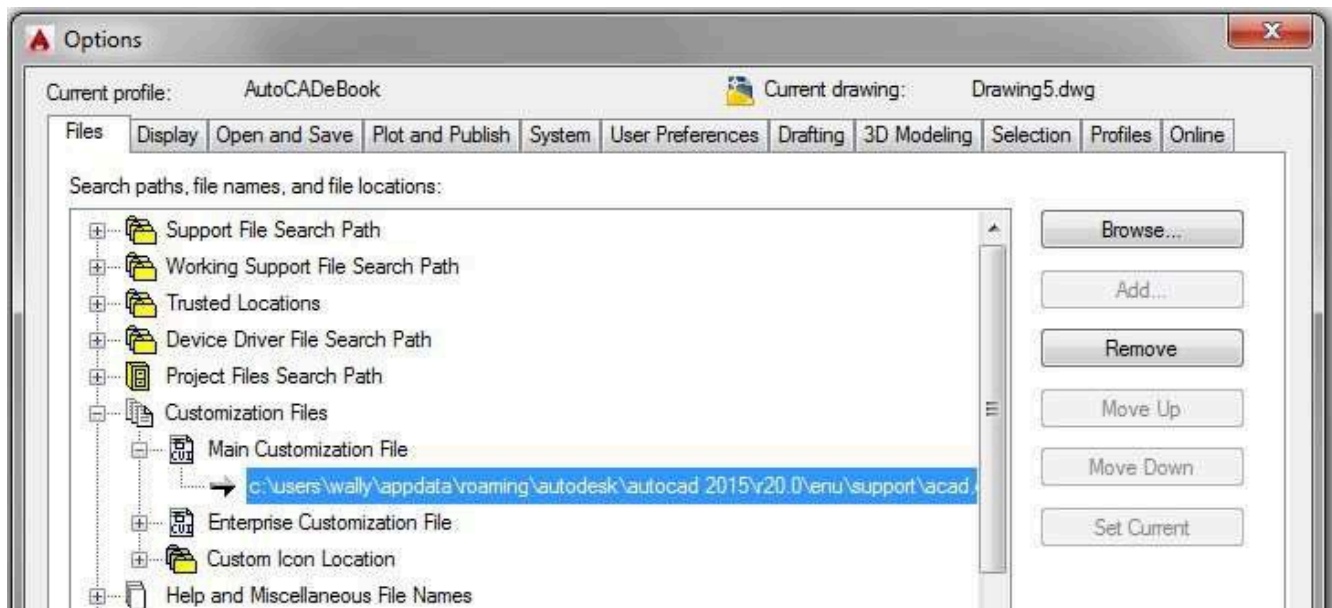 Options
Current profile: AutoCADeBook Current drawing: Drawing5.dwg
Files Display Open and Save Plot and Publish System User Preferences Drafting 3D Modeling Selection Profiles Online
Search paths, file names, and file locations:
Support File Search Path
Browse...
Working Support File Search Path
Add...
Trusted Locations
Device Driver File Search Path
Remove
Project Files Search Path
Customization Files
Move Up
CUI Main Customization File
Move Down
c:\users\wally\appdata\roaming\autodesk\autocad 2015\r20.0\enu\support\acad.
CUI Enterprise Customization File
Set Current
Custom Icon Location
Help and Miscellaneous File Names